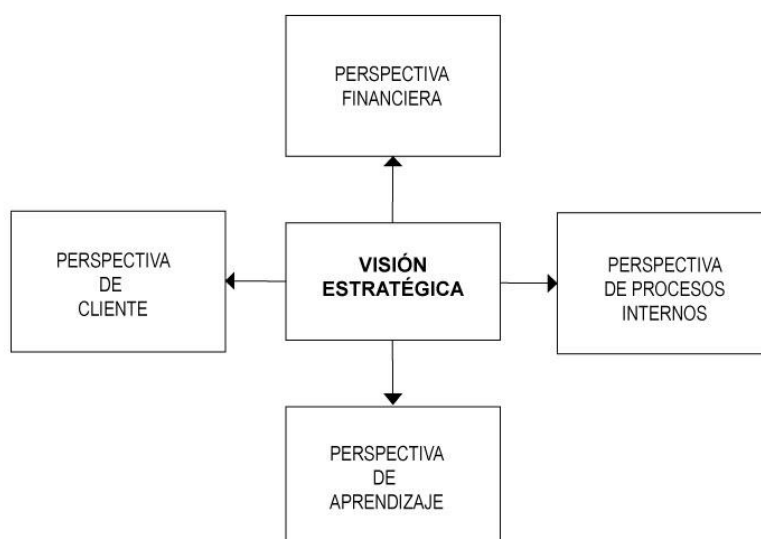 PERSPECTIVA
FINANCIERA
PERSPECTIVA
DE
CLIENTE
VISIÓN
ESTRATÉGICA
PERSPECTIVA
DE PROCESOS
INTERNOS
PERSPECTIVA
DE
APRENDIZAJE